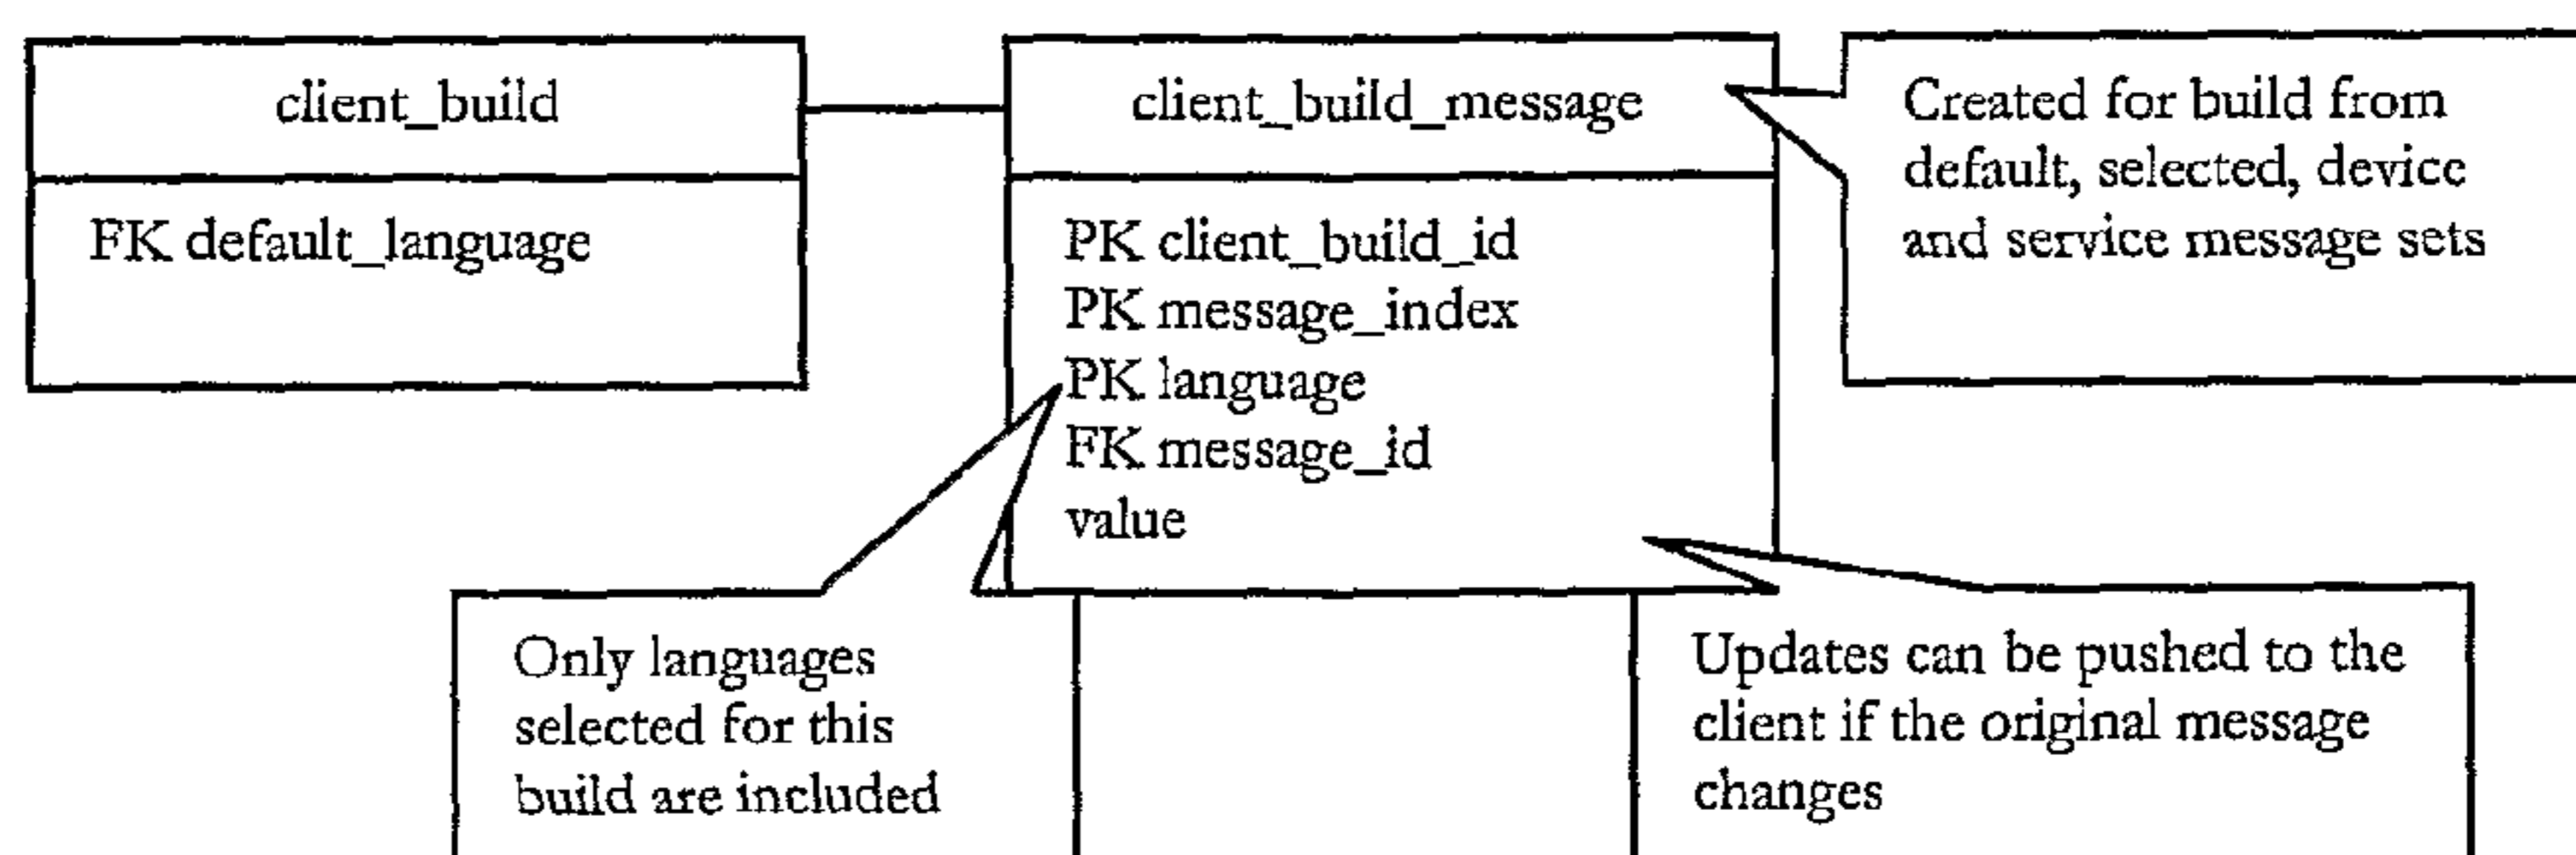 client_build
FK default_language
client_build_message
PK client_build_id
PK message_index
PK language
FK message_id
value
Created for build from
default, selected, device
and service message sets
Only languages
selected for this
build are included
Updates can be pushed to the
client if the original message
changes